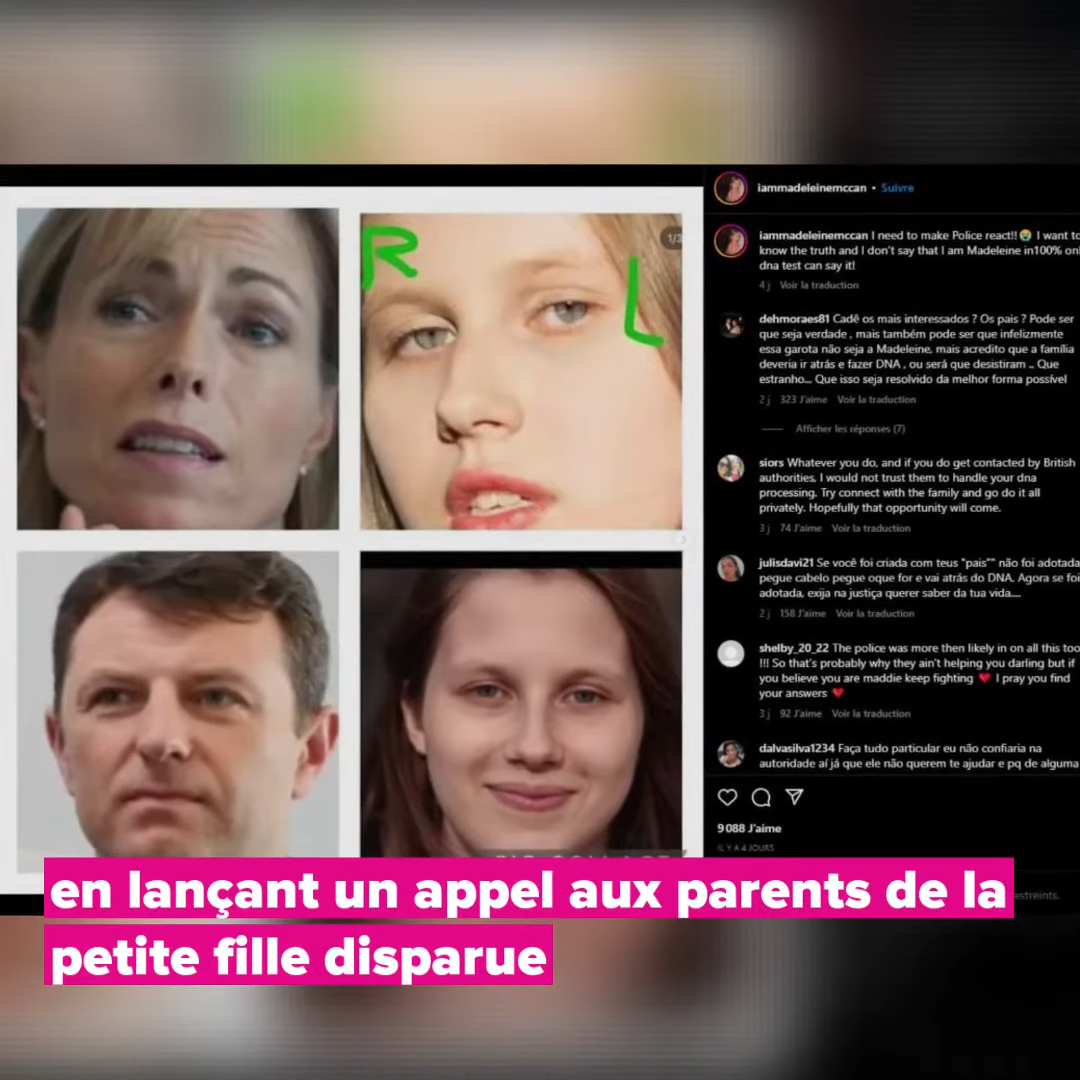 R
L
1/3
iammadeleinemccan • Suivre
iammadeleinemccan I need to make Police react!!😭 I want to
know the truth and I don't say that I am Madeleine in100% onl
dna test can say it!
4 j Voir la traduction
dehmoraes81 Cadê os mais interessados ? Os pais ? Pode ser
que seja verdade , mais também pode ser que infelizmente
essa garota não seja a Madeleine, mais acredito que a família
deveria ir atrás e fazer DNA , ou será que desistiram .. Que
estranho... Que isso seja resolvido da melhor forma possível
2 j 323 J'aime Voir la traduction
Afficher les réponses (7)
siors Whatever you do, and if you do get contacted by British
authorities, I would not trust them to handle your dna
processing. Try connect with the family and go do it all
privately. Hopefully that opportunity will come.
3 j 74 J'aime Voir la traduction
julisdavi21 Se você foi criada com teus "pais"" não foi adotada
pegue cabelo pegue oque for e vai atrás do DNA. Agora se foi
adotada, exija na justiça querer saber da tua vida....
2 j 158 J'aime Voir la traduction
shelby_20_22 The police was more then likely in on all this too
!!! So that's probably why they ain't helping you darling but if
you believe you are maddie keep fighting ❤️ I pray you find
your answers ❤️
3 j 92 J'aime Voir la traduction
dalvasilva1234 Faça tudo particular eu não confiaria na
autoridade aí já que ele não querem te ajudar e pq de alguma
9 088 J'aime
IL Y A 4 JOURS
estreints.
en lançant un appel aux parents de la
petite fille disparue